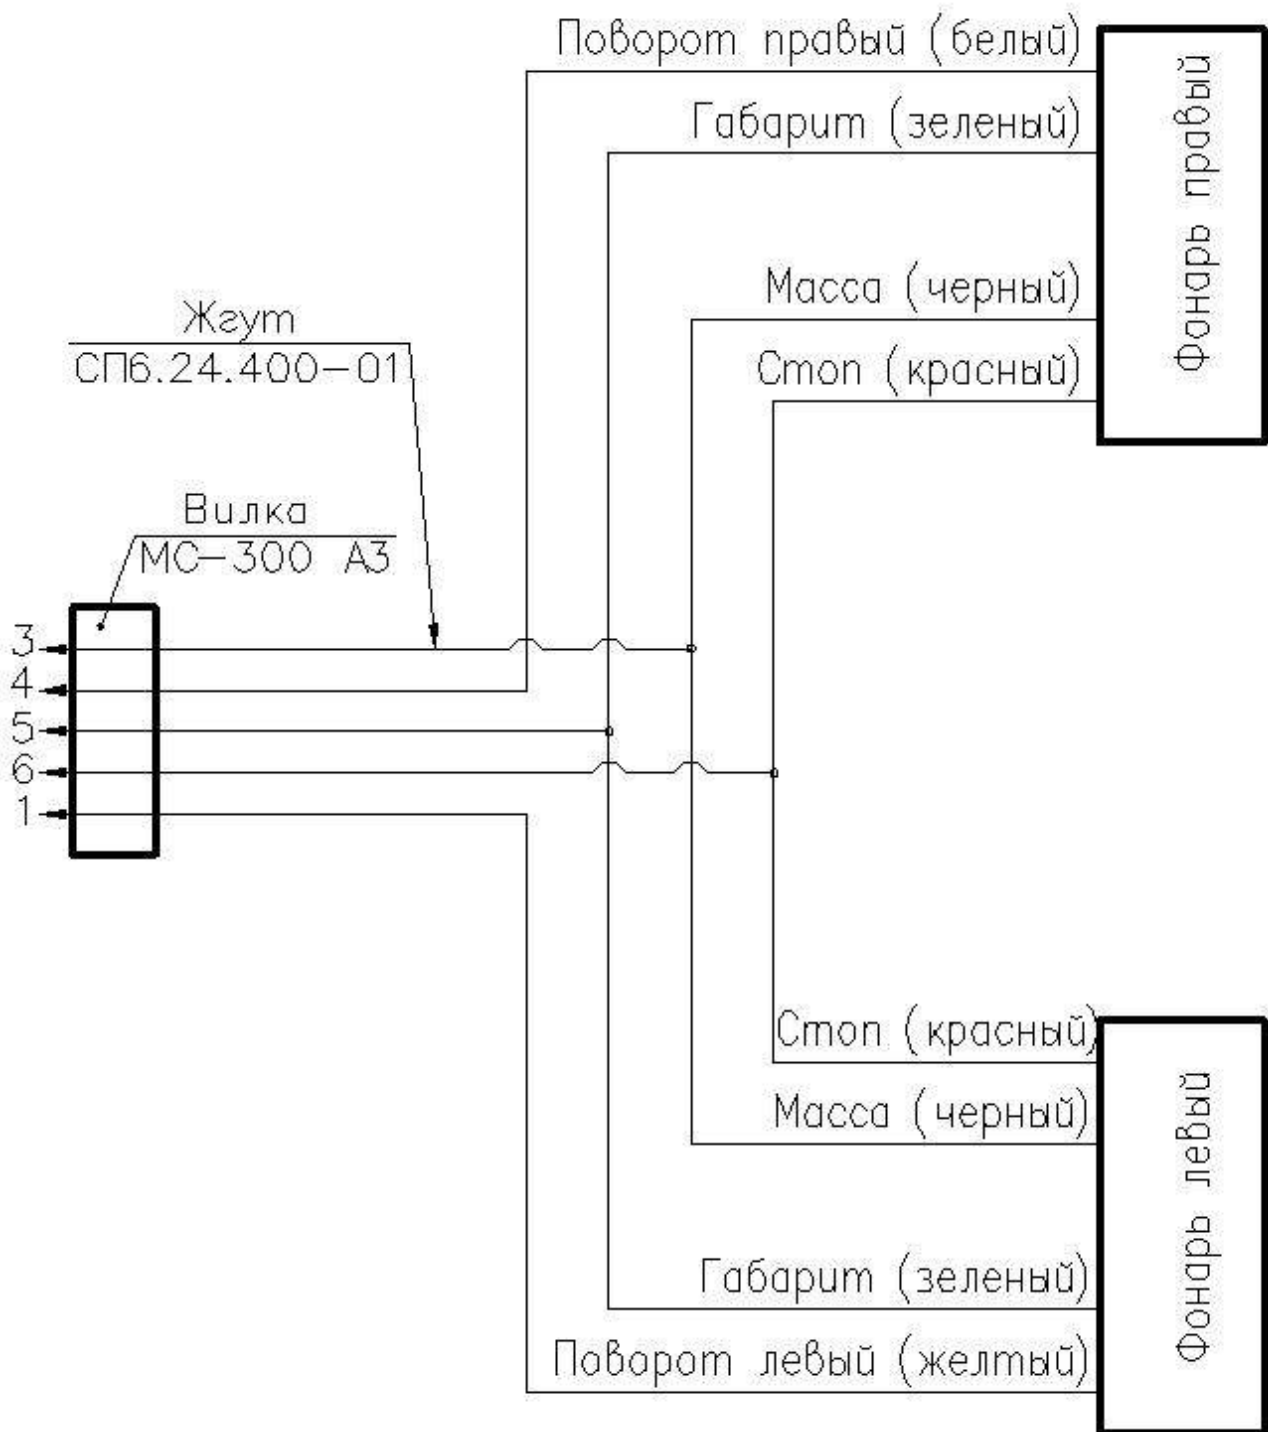 Поворот правый (белый)
Габарит (зеленый)
Масса (черный)
Стоп (красный)
Фонарь правый
Жгут
СП6.24.400-01
Вилка
МС-300 А3
3
4
5
6
1
Стоп (красный)
Масса (черный)
Габарит (зеленый)
Поворот левый (желтый)
Фонарь левый